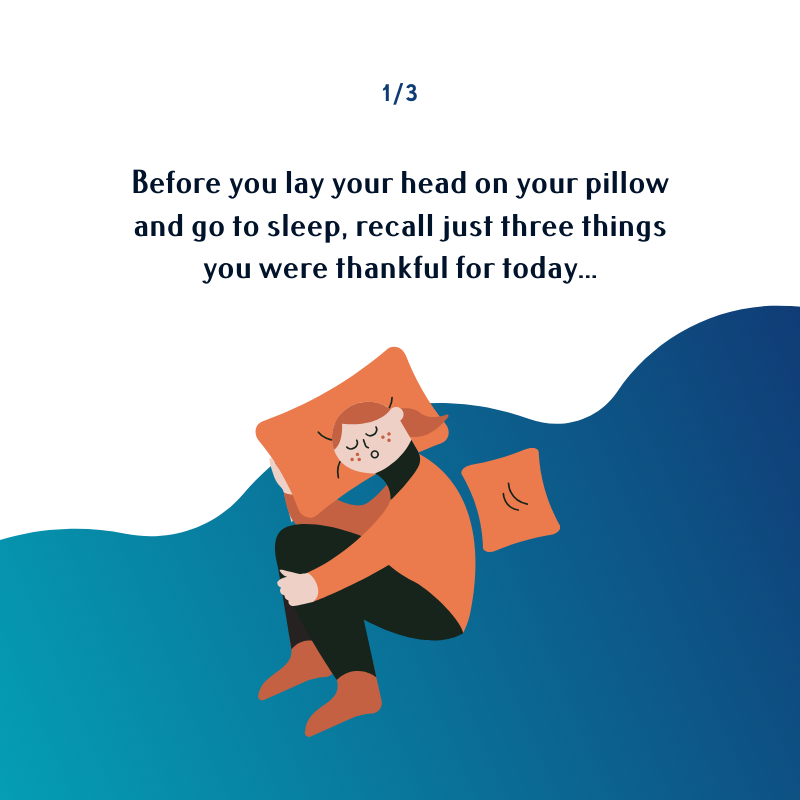 1/3
Before you lay your head on your pillow
and go to sleep, recall just three things
you were thankful for today...